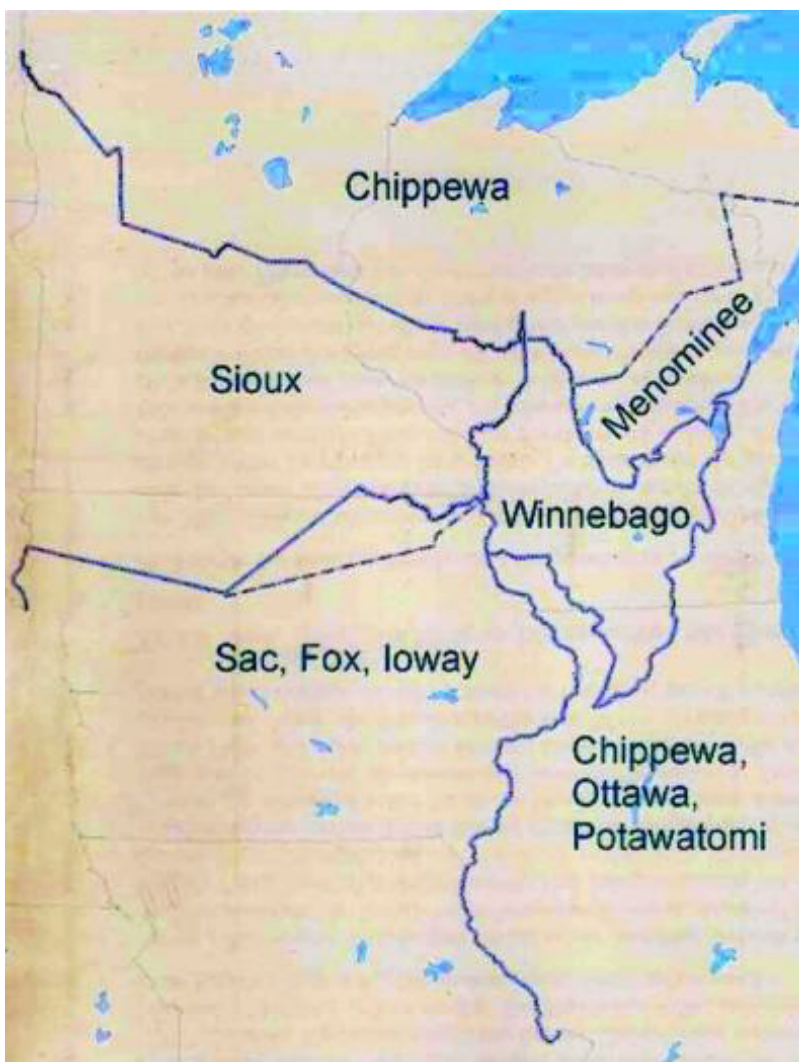 Chippewa
Sioux
Menominee
Winnebago
Sac, Fox, Ioway
Chippewa,
Ottawa,
Potawatomi